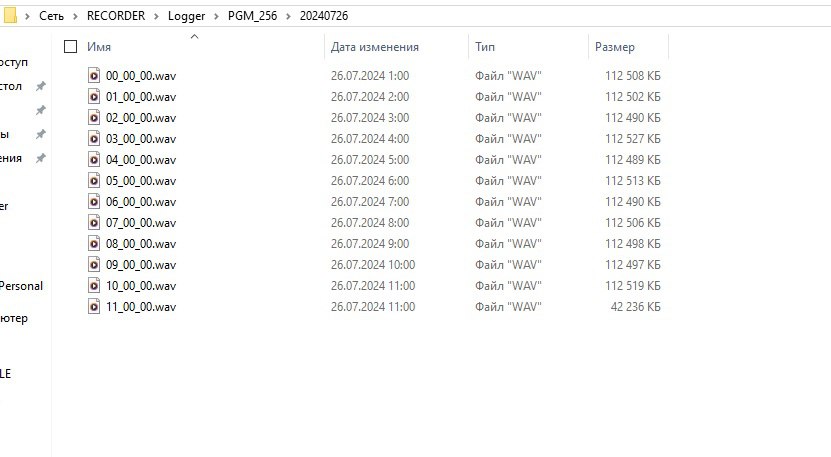 Сеть > RECORDER > Logger > PGM_256 > 20240726
Имя Дата изменения Тип Размер
оступ
стол
ы
ения
er
Personal
ютер
LE
00_00_00.wav 26.07.2024 1:00 Файл "WAV" 112 508 КБ
01_00_00.wav 26.07.2024 2:00 Файл "WAV" 112 502 КБ
02_00_00.wav 26.07.2024 3:00 Файл "WAV" 112 490 КБ
03_00_00.wav 26.07.2024 4:00 Файл "WAV" 112 527 КБ
04_00_00.wav 26.07.2024 5:00 Файл "WAV" 112 489 КБ
05_00_00.wav 26.07.2024 6:00 Файл "WAV" 112 513 КБ
06_00_00.wav 26.07.2024 7:00 Файл "WAV" 112 490 КБ
07_00_00.wav 26.07.2024 8:00 Файл "WAV" 112 506 КБ
08_00_00.wav 26.07.2024 9:00 Файл "WAV" 112 498 КБ
09_00_00.wav 26.07.2024 10:00 Файл "WAV" 112 497 КБ
10_00_00.wav 26.07.2024 11:00 Файл "WAV" 112 519 КБ
11_00_00.wav 26.07.2024 11:00 Файл "WAV" 42 236 КБ